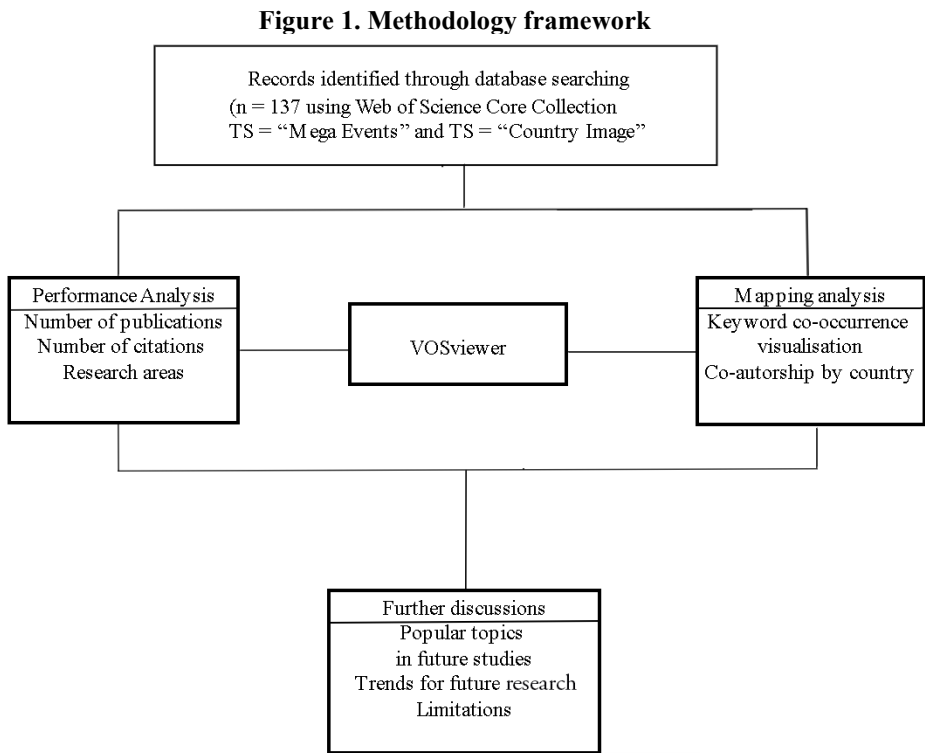 Figure 1. Methodology framework
Records identified through database searching
(n = 137 using Web of Science Core Collection
TS = “Mega Events” and TS = “Country Image”
Performance Analysis
Number of publications
Number of citations
Research areas
VOSviewer
Mapping analysis
Keyword co-occurrence
visualisation
Co-autorship by country
Further discussions
Popular topics
in future studies
Trends for future research
Limitations